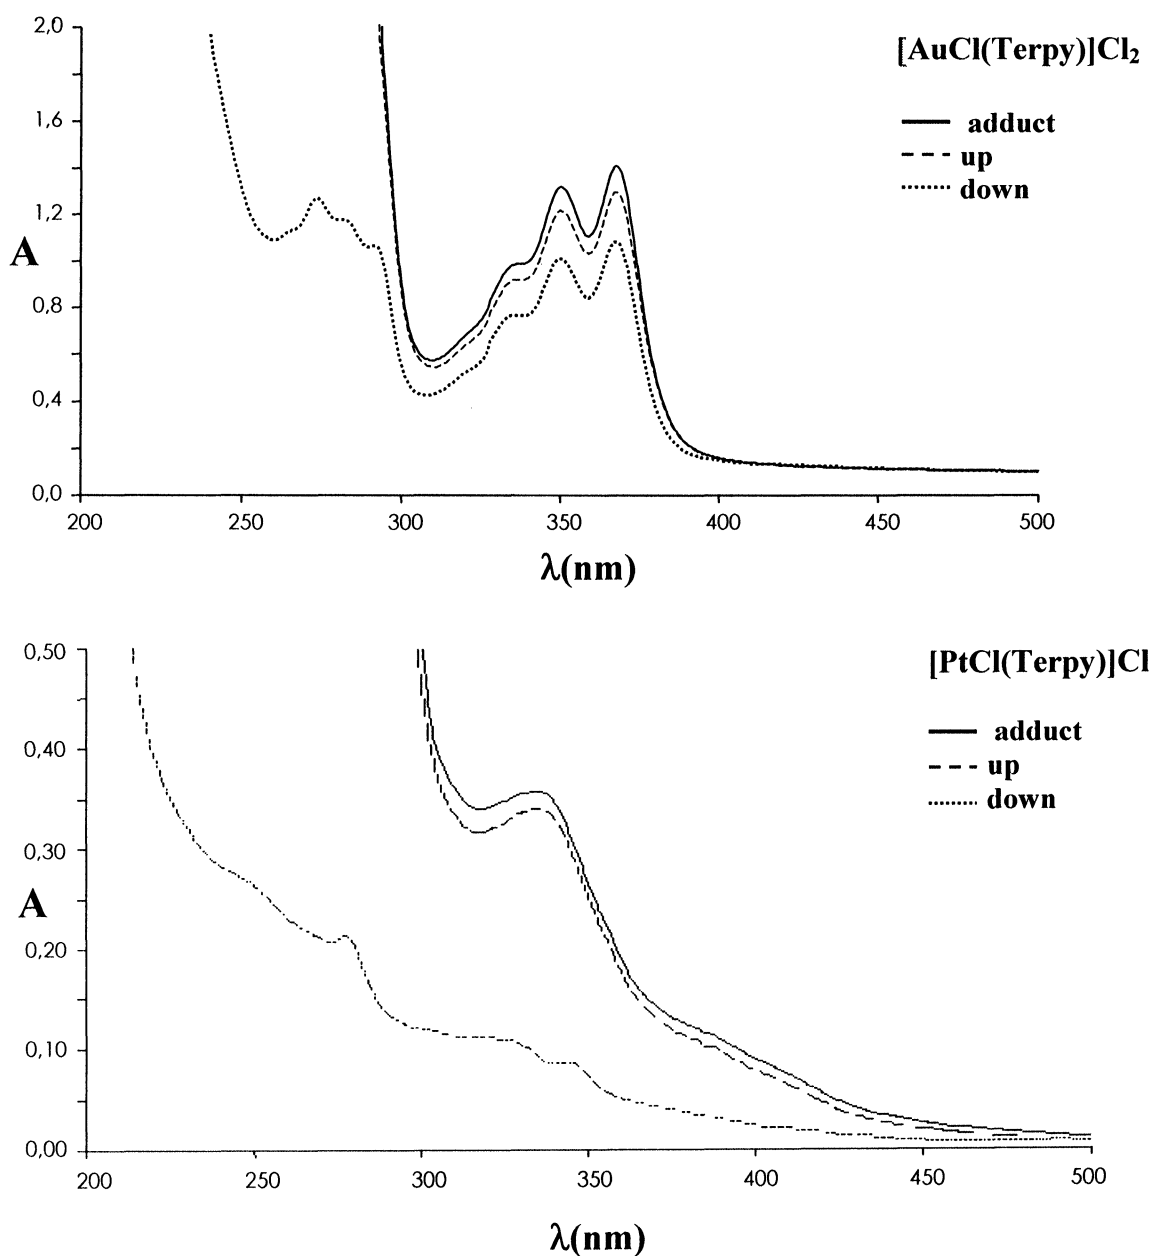 [AuCl(Terpy)]Cl₂
adduct
up
down
A
2,0
1,6
1,2
0,8
0,4
0,0
200 250 300 350 400 450 500
λ(nm)
[PtCl(Terpy)]Cl
adduct
up
down
A
0,50
0,40
0,30
0,20
0,10
0,00
200 250 300 350 400 450 500
λ(nm)